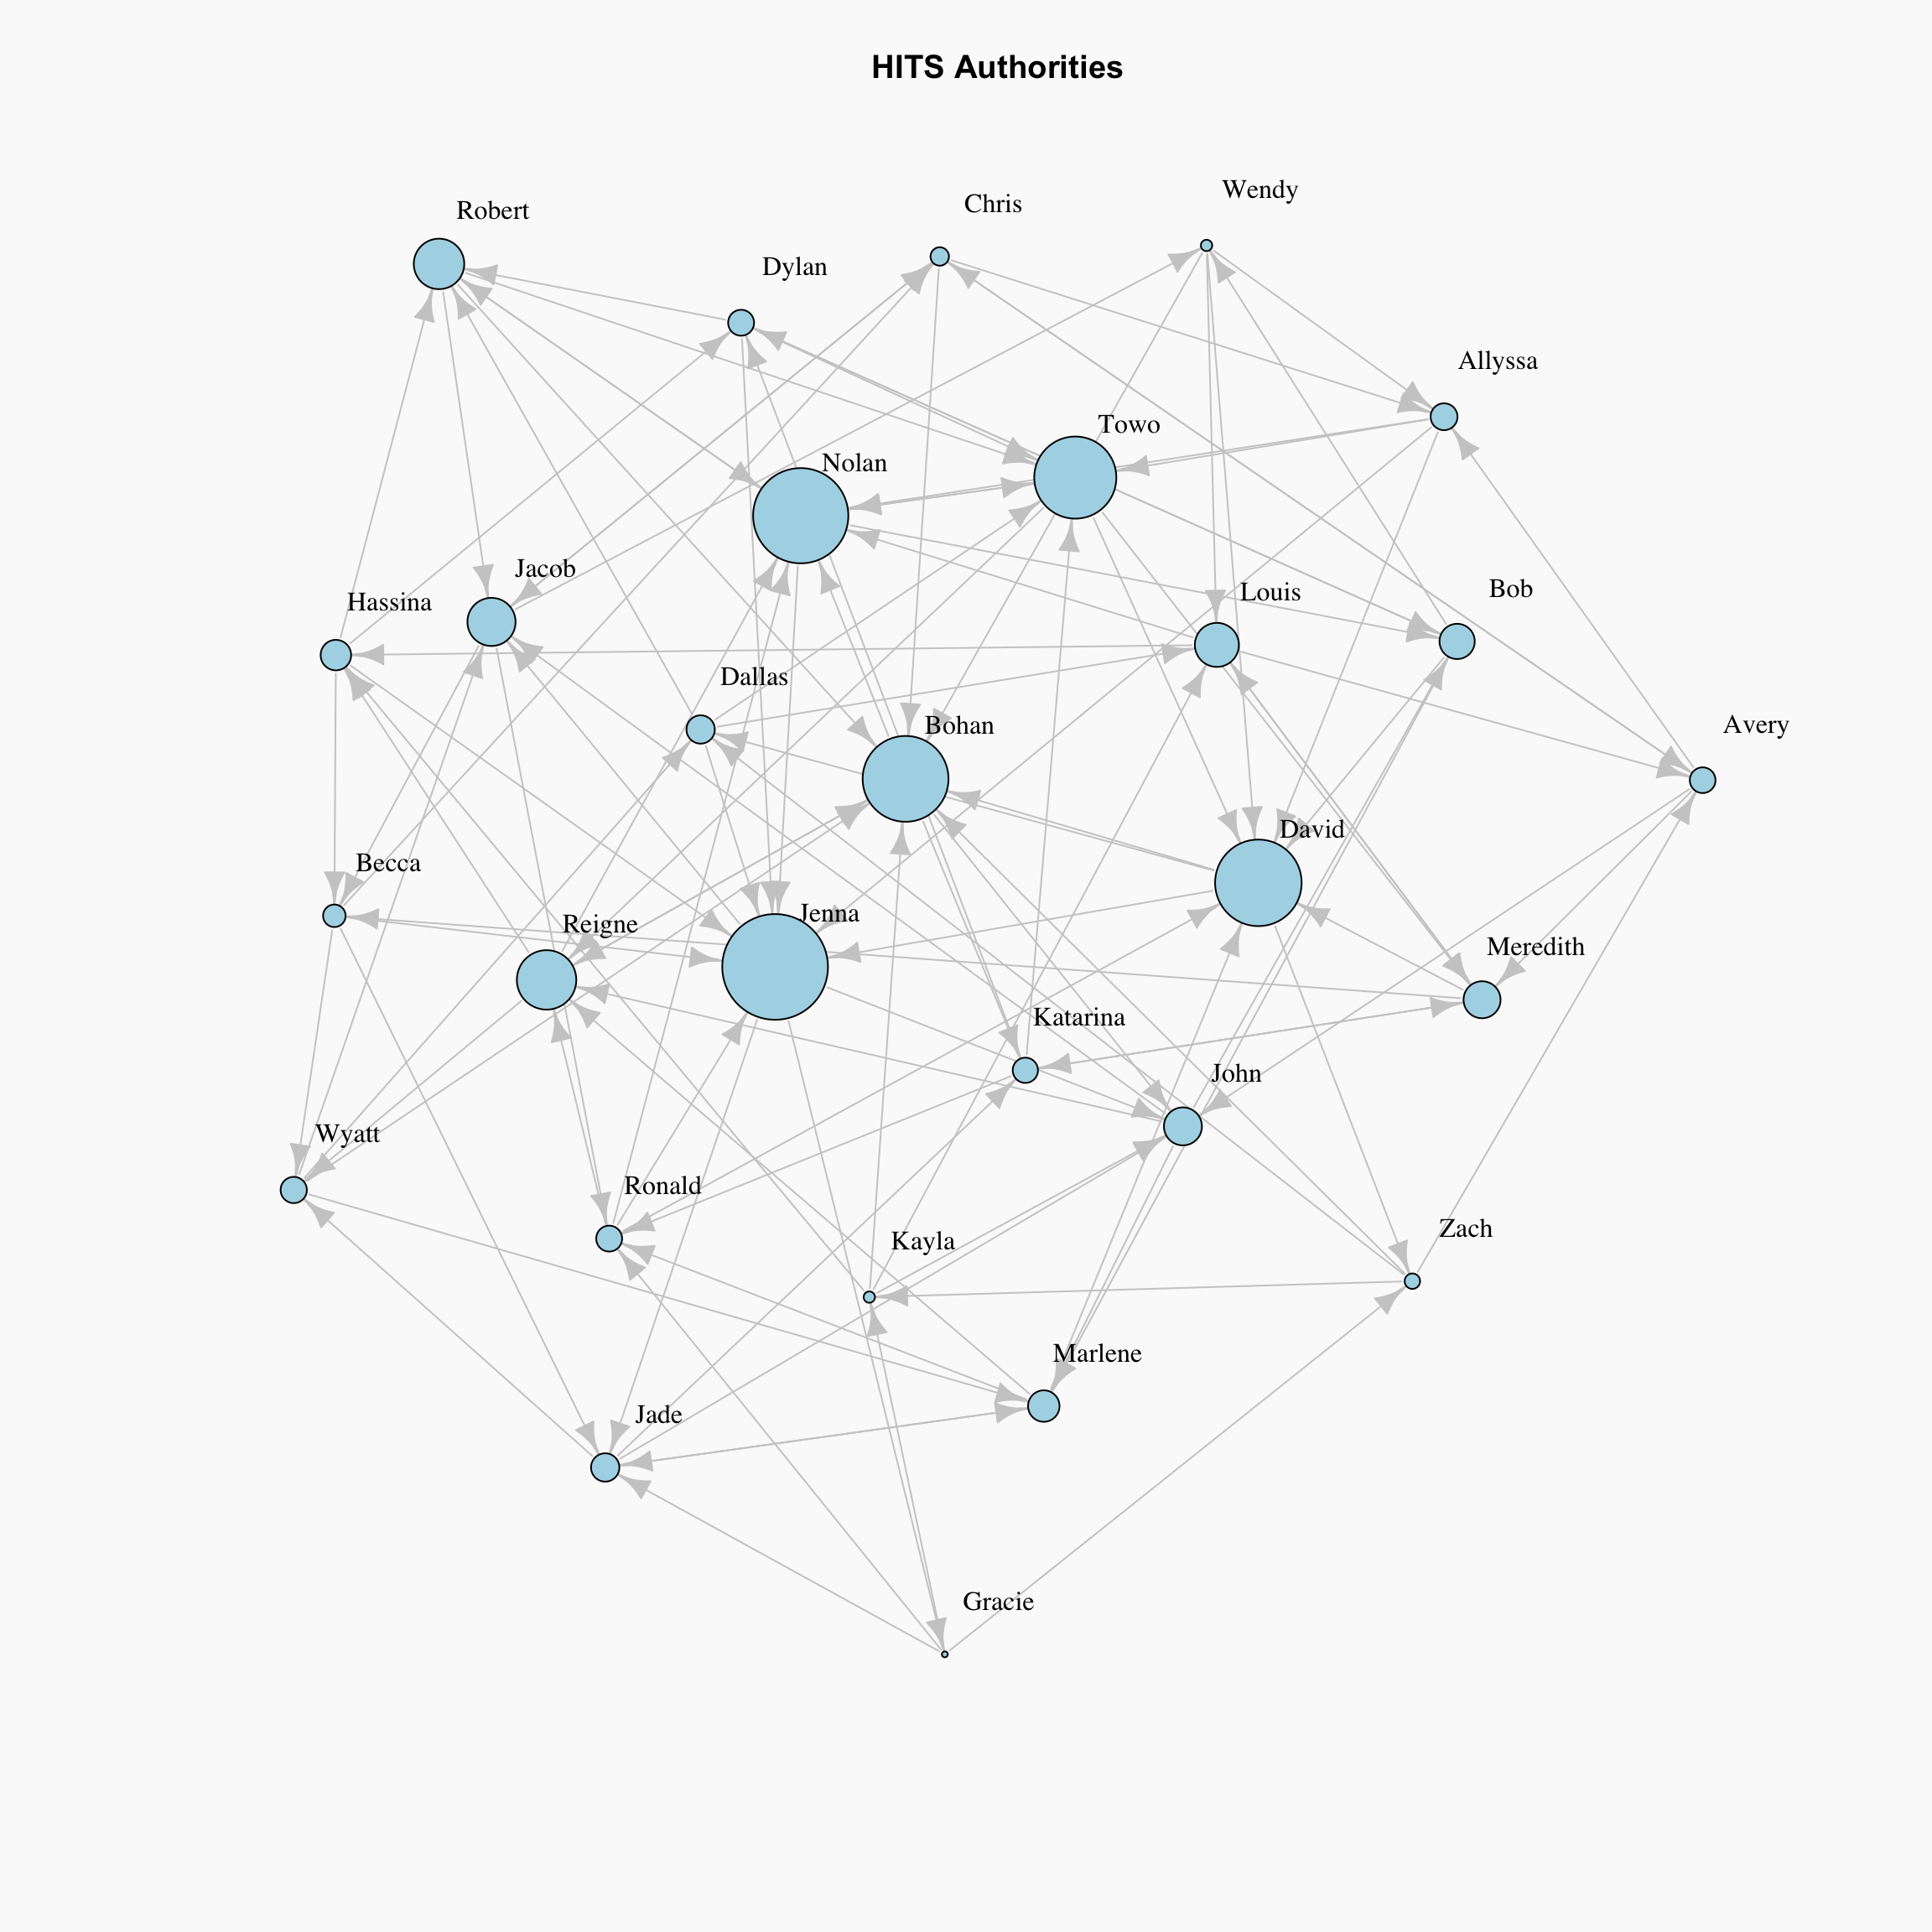 HITS Authorities
Wendy
Chris
Robert
Dylan
Allyssa
Towo
Nolan
Jacob
Bob
Louis
Hassina
Dallas
Bohan
Avery
David
Becca
Jenna
Reigne
Meredith
Katarina
John
Wyatt
Ronald
Zach
Kayla
Marlene
Jade
Gracie